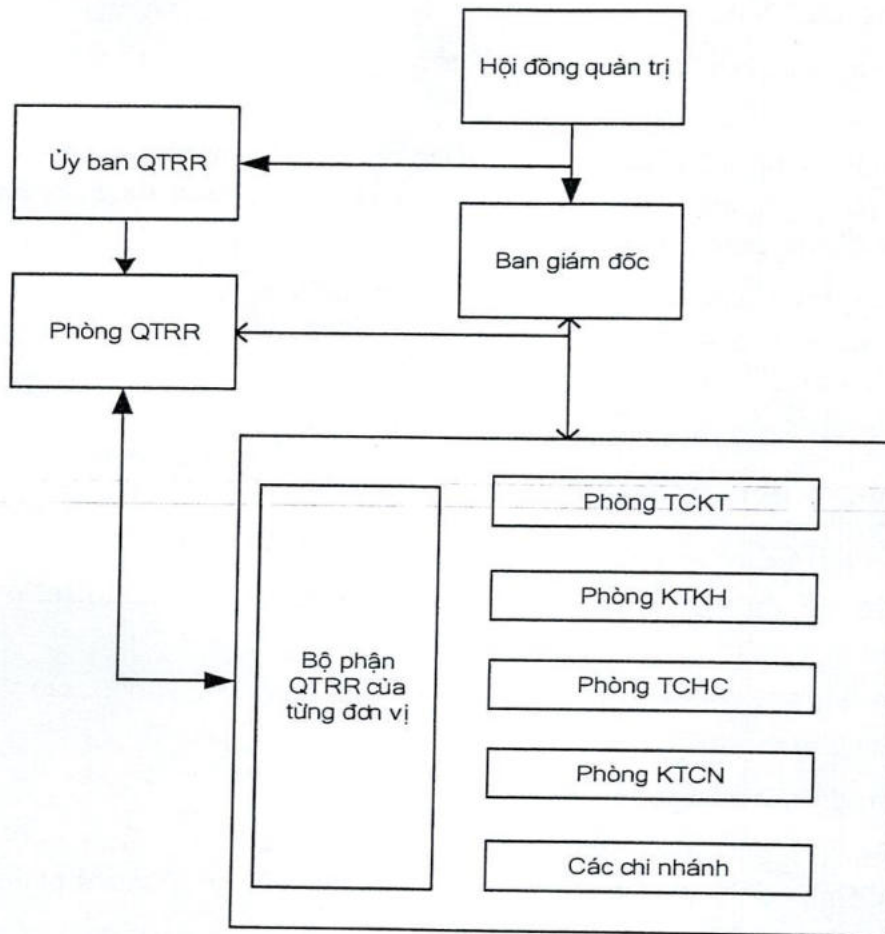 Hội đồng quản trị
Ủy ban QTRR
Ban giám đốc
Phòng QTRR
Phòng TCKT
Phòng KTKH
Bộ phận
QTRR của
từng đơn vị
Phòng TCHC
Phòng KTCN
Các chi nhánh